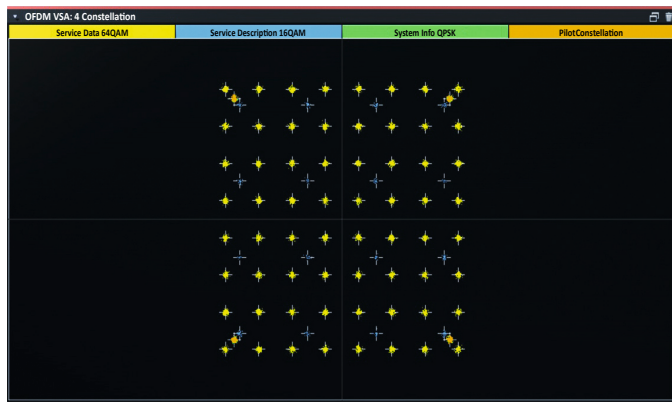 OFDM VSA: 4 Constellation
Service Data 64QAM
Service Description 16QAM
System Info QPSK
PilotConstellation